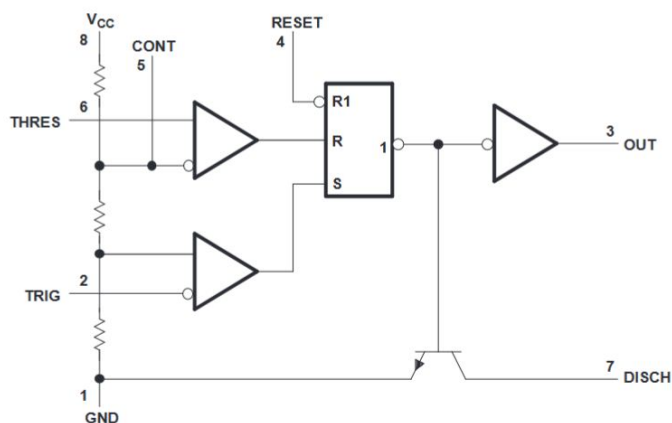 VCC
8
CONT
5
RESET
4
6
THRES
R1
R
1
S
3
OUT
2
TRIG
7
DISCH
1
GND